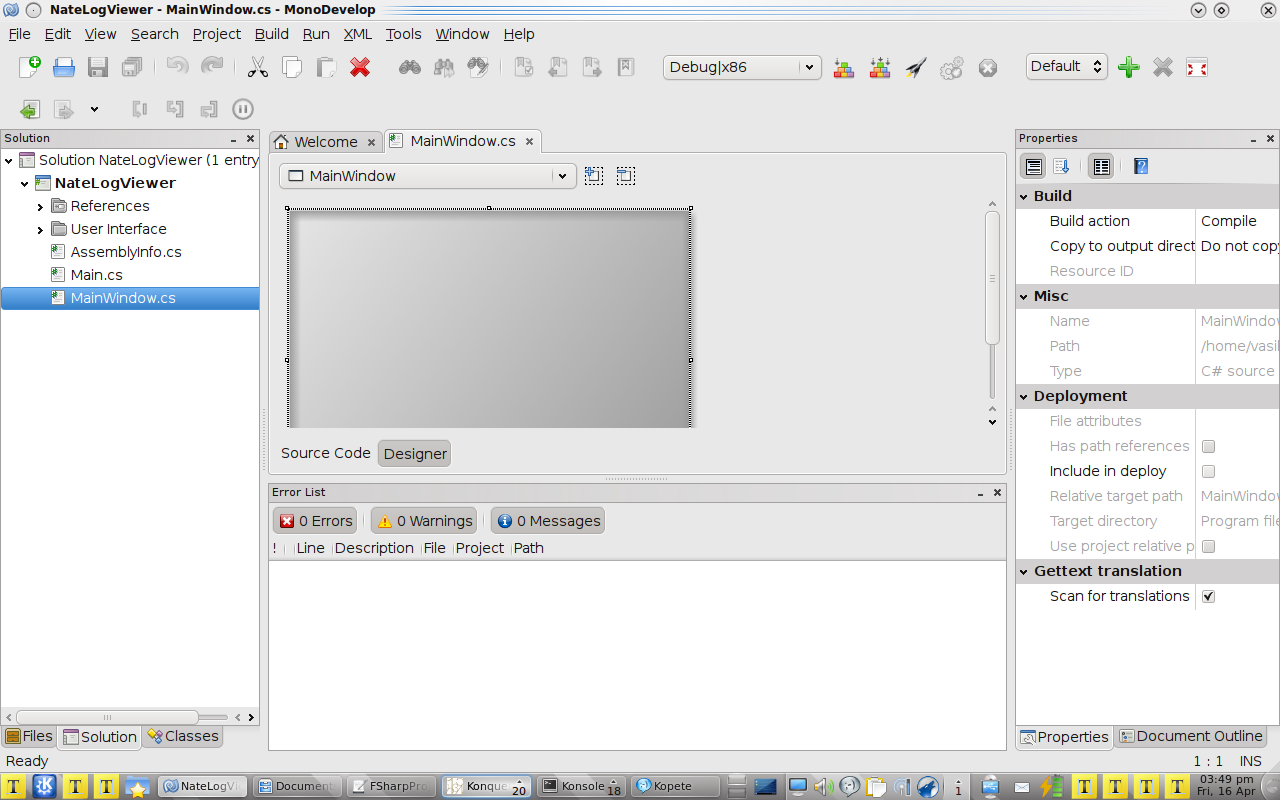 NateLogViewer - MainWindow.cs - MonoDevelop
File Edit View Search Project Build Run XML Tools Window Help
Debug|x86
Default
Solution
Solution NateLogViewer (1 entry
NateLogViewer
References
User Interface
AssemblyInfo.cs
Main.cs
MainWindow.cs
Files Solution Classes
Welcome MainWindow.cs
MainWindow
Source Code Designer
Error List
0 Errors 0 Warnings 0 Messages
! Line Description File Project Path
Properties
Build
Build action Compile
Copy to output direct Do not copy
Resource ID
Misc
Name MainWindow
Path /home/vasil
Type C# source
Deployment
File attributes
Has path references
Include in deploy
Relative target path MainWindow
Target directory Program file
Use project relative p
Gettext translation
Scan for translations
Properties Document Outline
Ready
1 : 1 INS
T T T NateLogVi Document FSharpPro Konque 20 Konsole 18 Kopete i T T T T 03:49 pm
Fri, 16 Apr